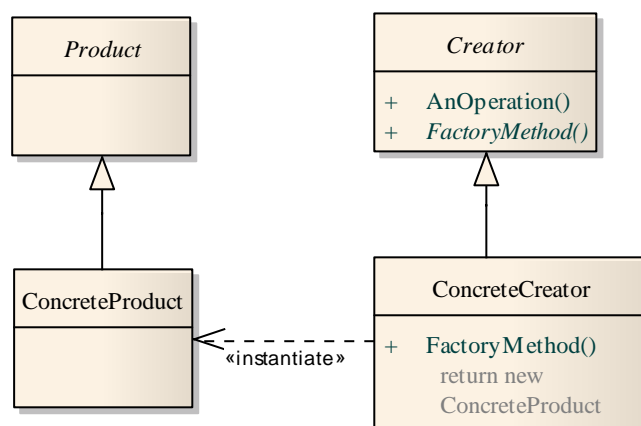 Product
Creator
+ AnOperation()
+ FactoryMethod()
ConcreteProduct
ConcreteCreator
+ FactoryMethod()
return new
ConcreteProduct
«instantiate»